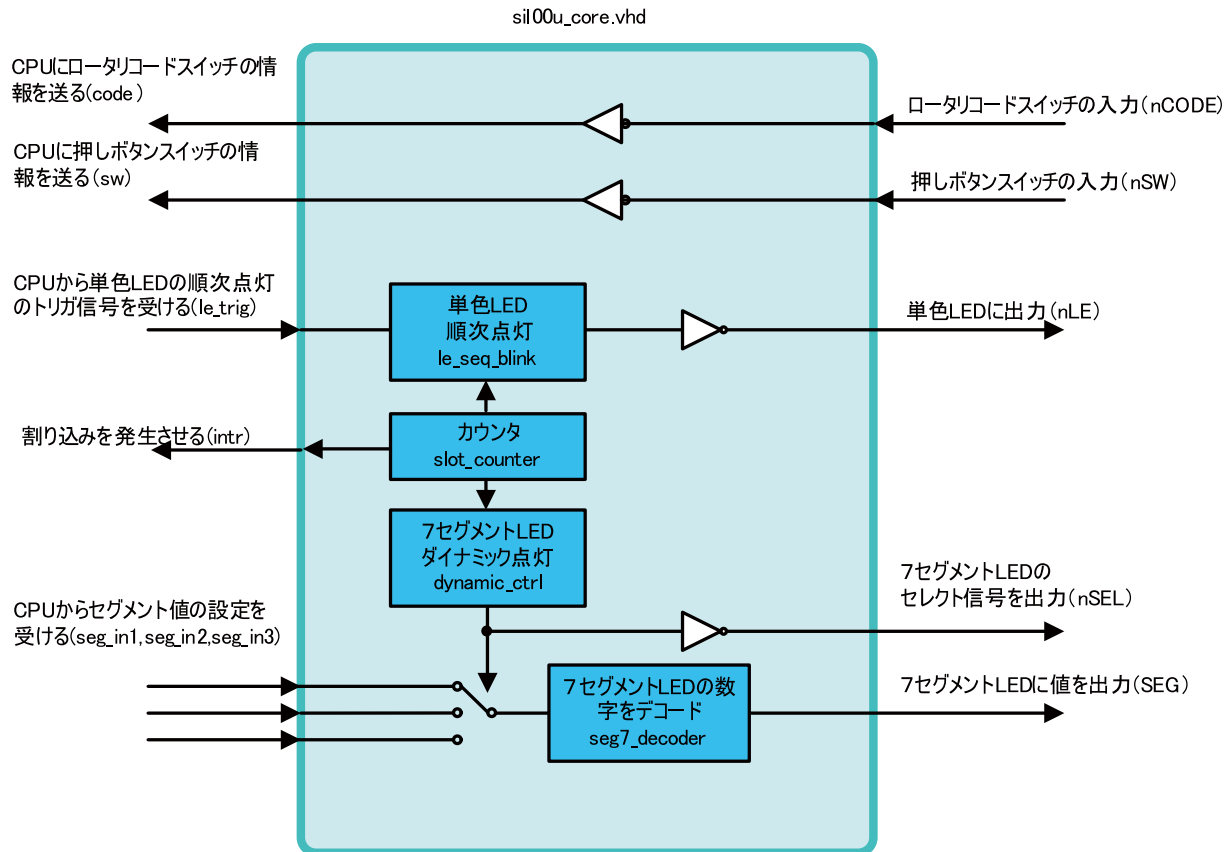 sil00u_core.vhd
CPUにロータリコードスイッチの情
報を送る(code)
ロータリコードスイッチの入力(nCODE)
CPUに押しボタンスイッチの情
報を送る(sw)
押しボタンスイッチの入力(nSW)
CPUから単色LEDの順次点灯
のトリガ信号を受ける(le_trig)
単色LED
順次点灯
le_seq_blink
単色LEDに出力(nLE)
割り込みを発生させる(intr)
カウンタ
slot_counter
7セグメントLED
ダイナミック点灯
dynamic_ctrl
7セグメントLEDの
セレクト信号を出力(nSEL)
CPUからセグメント値の設定を
受ける(seg_in1,seg_in2,seg_in3)
7セグメントLEDの数
字をデコード
seg7_decoder
7セグメントLEDに値を出力(SEG)